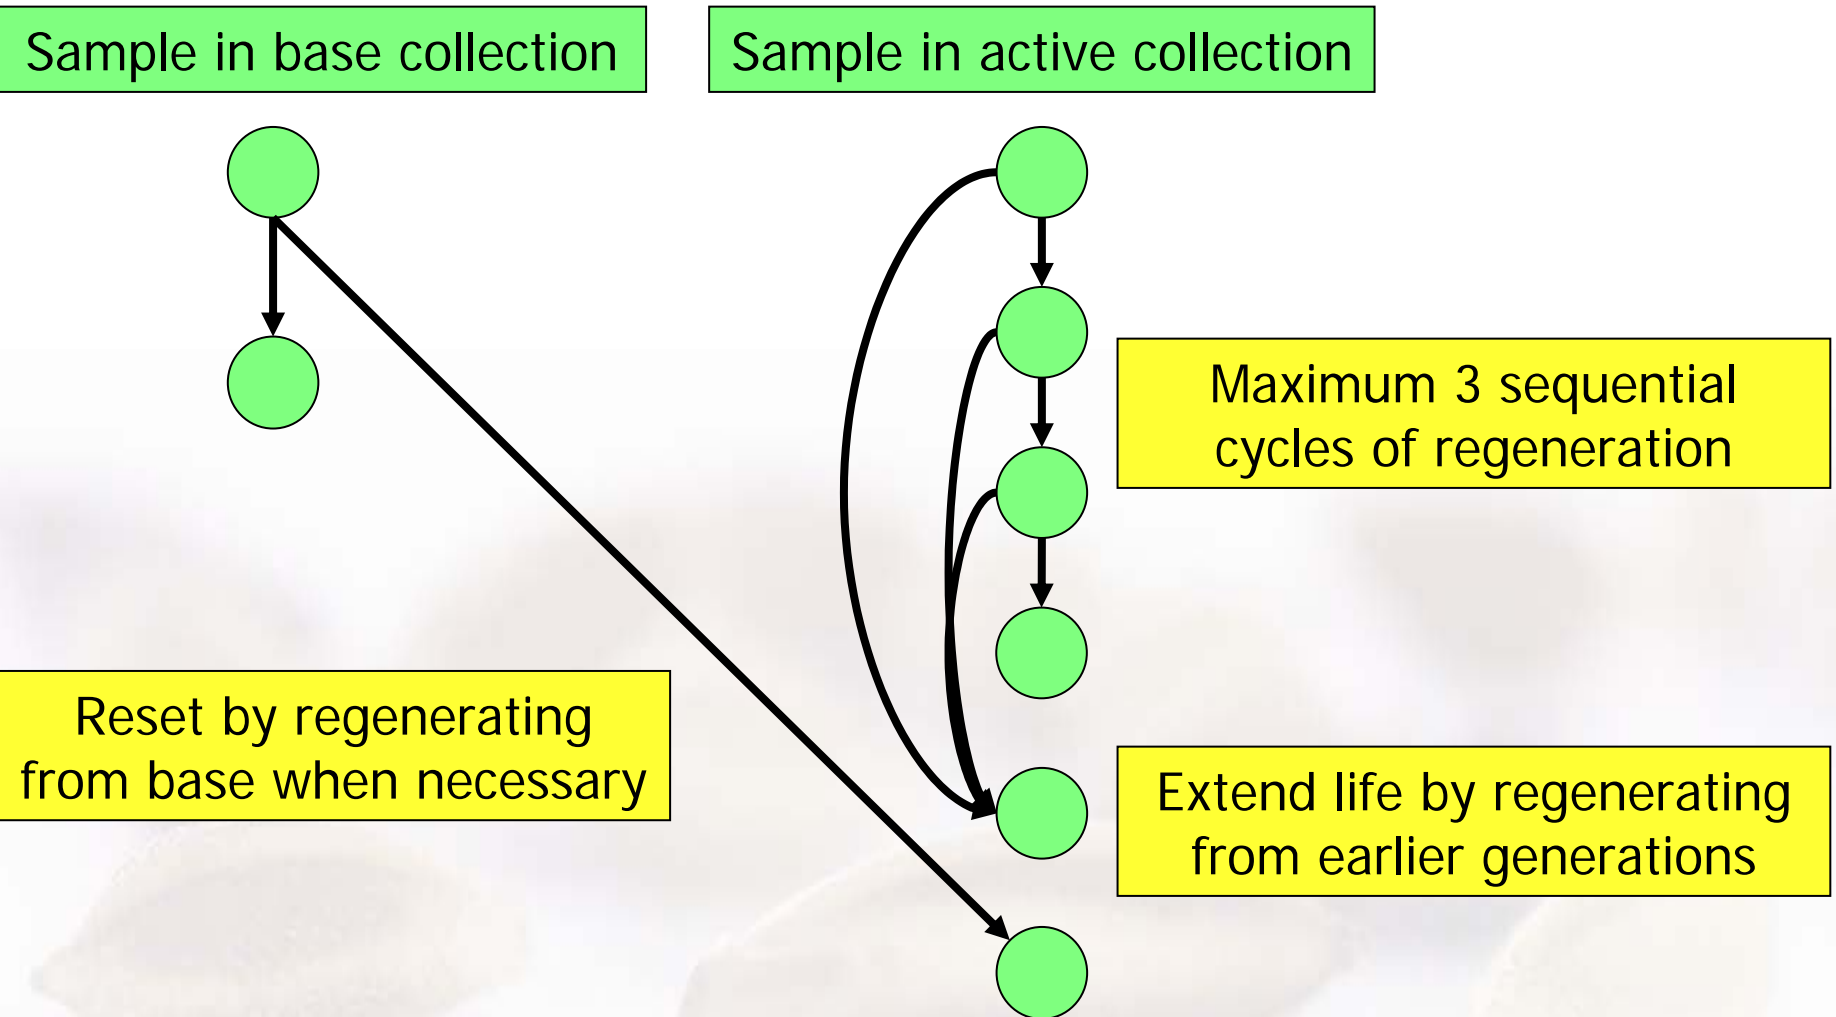 Sample in base collection
Sample in active collection
Maximum 3 sequential
cycles of regeneration
Reset by regenerating
from base when necessary
Extend life by regenerating
from earlier generations